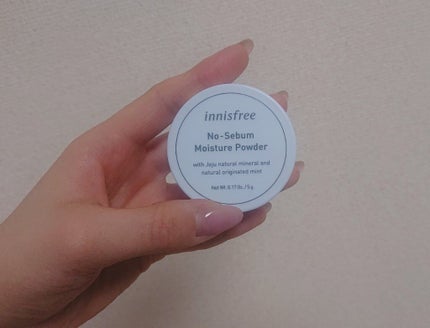 innisfree
No-Sebum
Moisture Powder
with Jeju natural mineral and
natural originated mint
Net Wt. 0.17 Oz. / 5 g